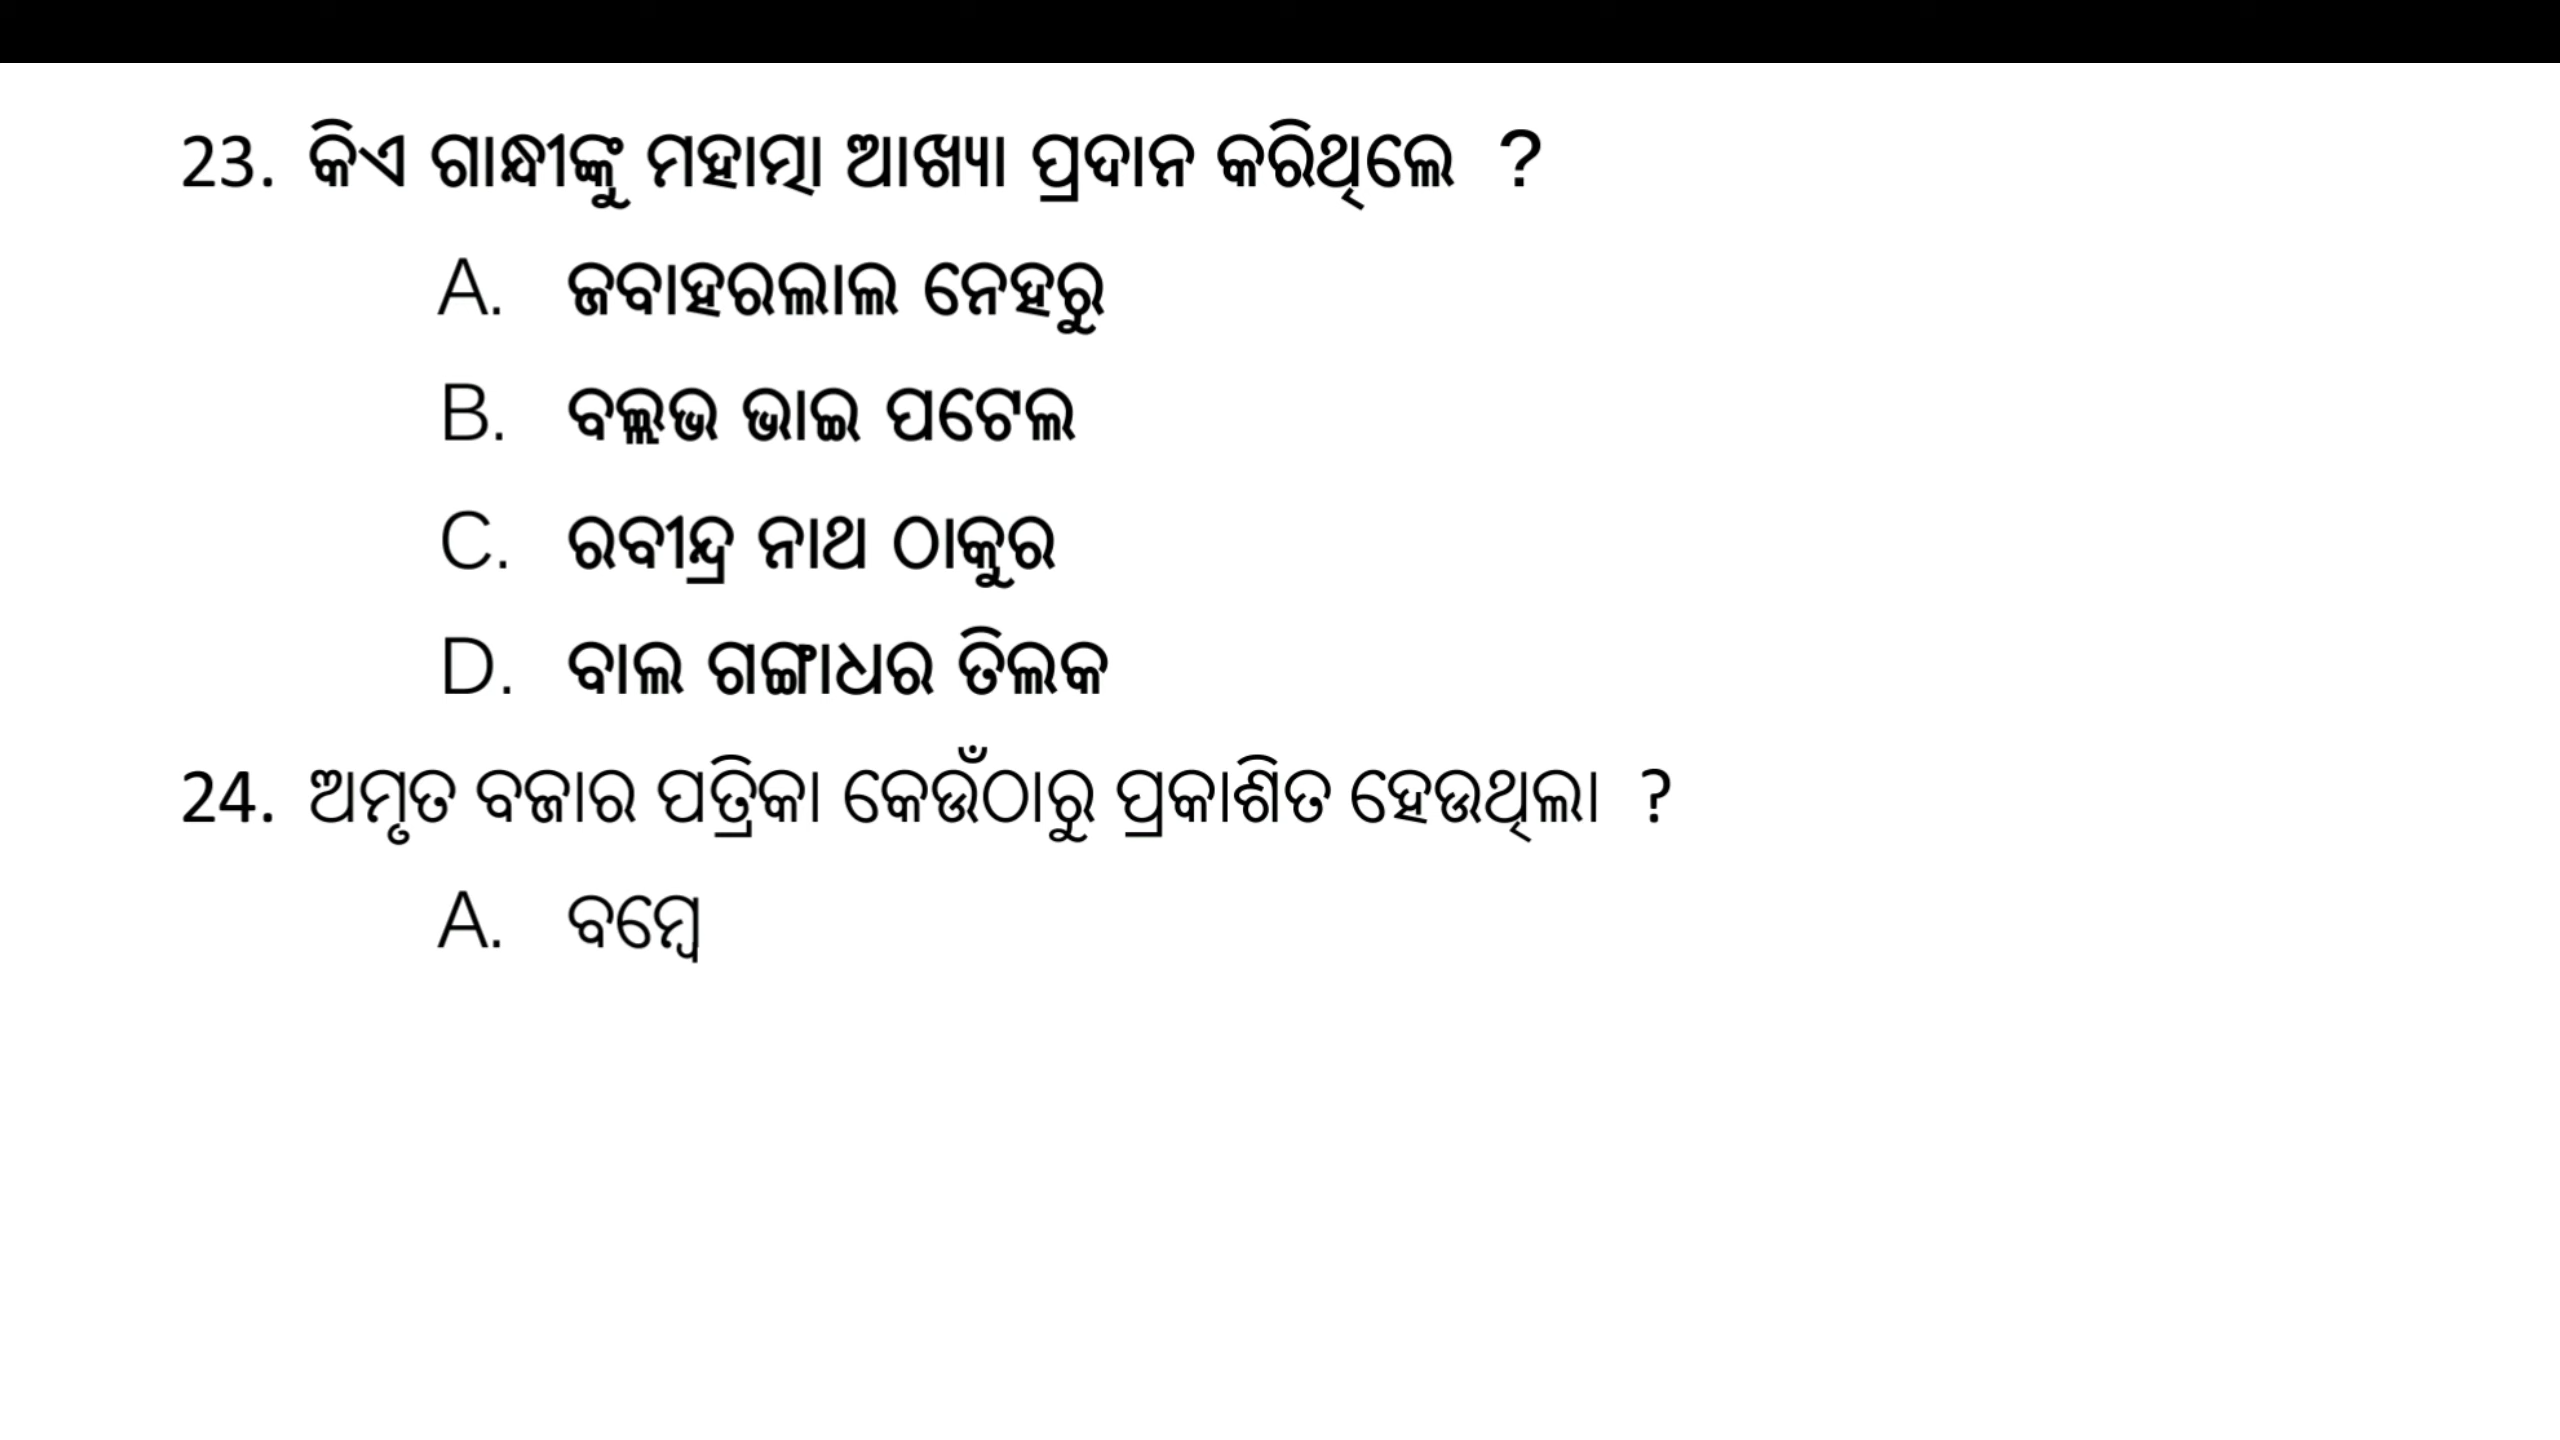 23. କିଏ ଗାନ୍ଧୀଙ୍କୁ ମହାତ୍ମା ଆଖ୍ୟା ପ୍ରଦାନ କରିଥିଲେ ?
A. ଜବାହରଲାଲ ନେହରୁ
B. ବଲ୍ଲଭ ଭାଇ ପଟେଲ
C. ରବୀନ୍ଦ୍ର ନାଥ ଠାକୁର
D. ବାଲ ଗଙ୍ଗାଧର ତିଲକ
24. ଅମୃତ ବଜାର ପତ୍ରିକା କେଉଁଠାରୁ ପ୍ରକାଶିତ ହେଉଥିଲା ?
A. ବମ୍ବେ